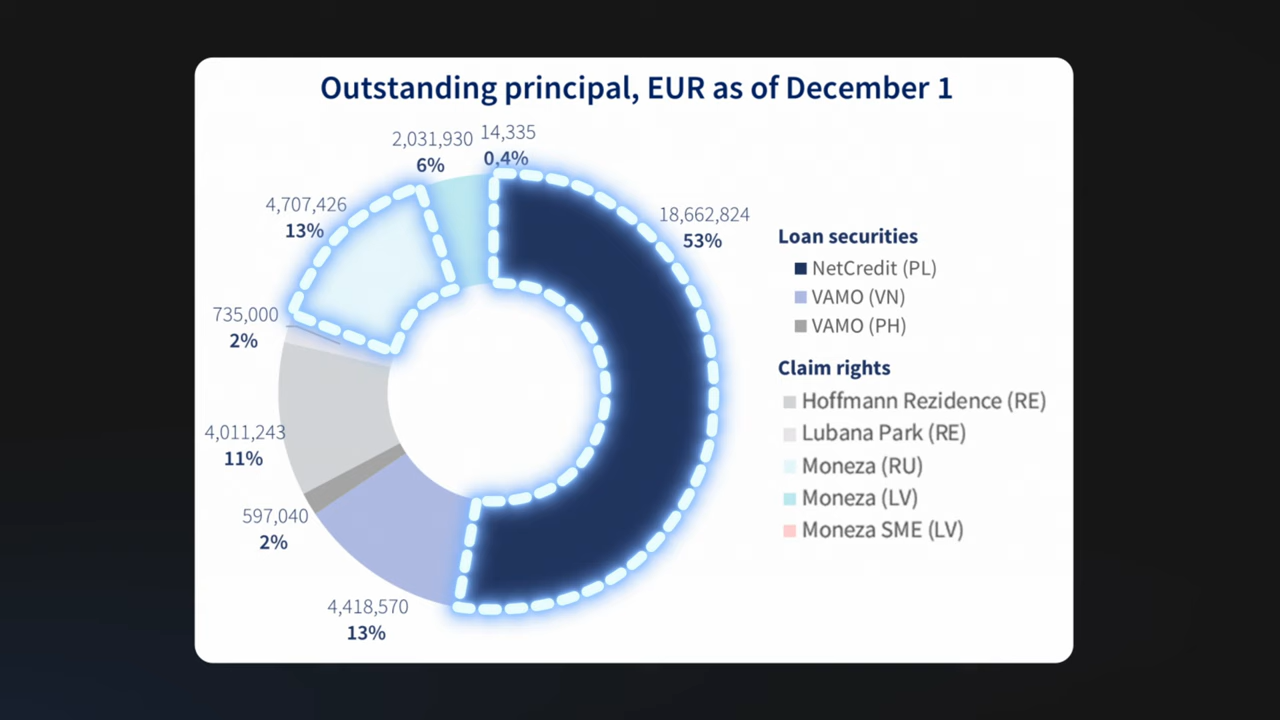 Outstanding principal, EUR as of December 1
2,031,930
6%
14,335
0,4%
4,707,426
13%
18,662,824
53%
735,000
2%
4,011,243
11%
597,040
2%
4,418,570
13%
Loan securities
NetCredit (PL)
VAMO (VN)
VAMO (PH)
Claim rights
Hoffmann Rezidence (RE)
Lubana Park (RE)
Moneza (RU)
Moneza (LV)
Moneza SME (LV)